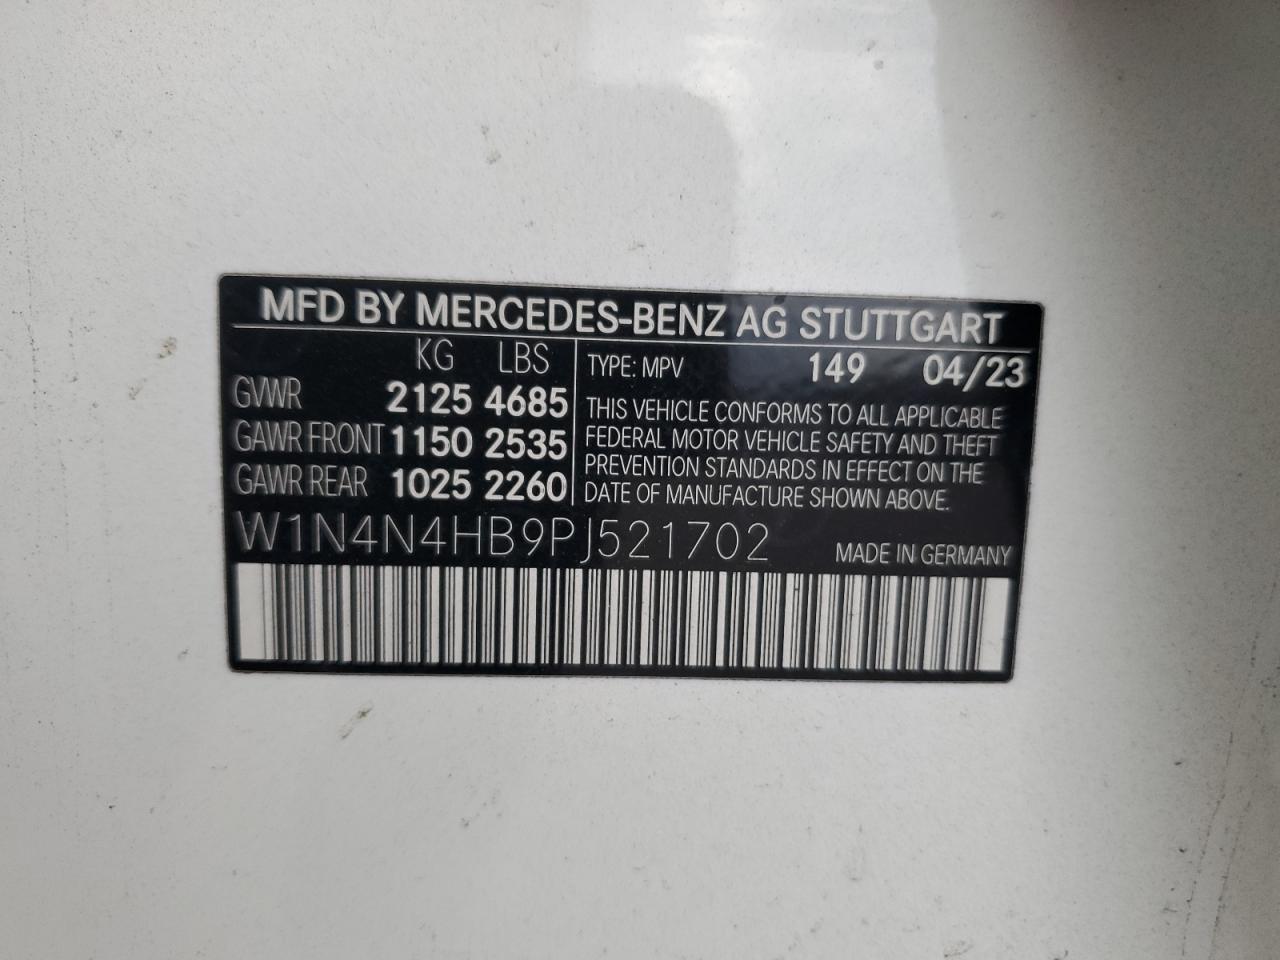 MFD BY MERCEDES-BENZ AG STUTTGART
KG LBS
GVWR 2125 4685
GAWR FRONT 1150 2535
GAWR REAR 1025 2260
TYPE: MPV 149 04/23
THIS VEHICLE CONFORMS TO ALL APPLICABLE
FEDERAL MOTOR VEHICLE SAFETY AND THEFT
PREVENTION STANDARDS IN EFFECT ON THE
DATE OF MANUFACTURE SHOWN ABOVE.
W1N4N4HB9PJ521702 MADE IN GERMANY